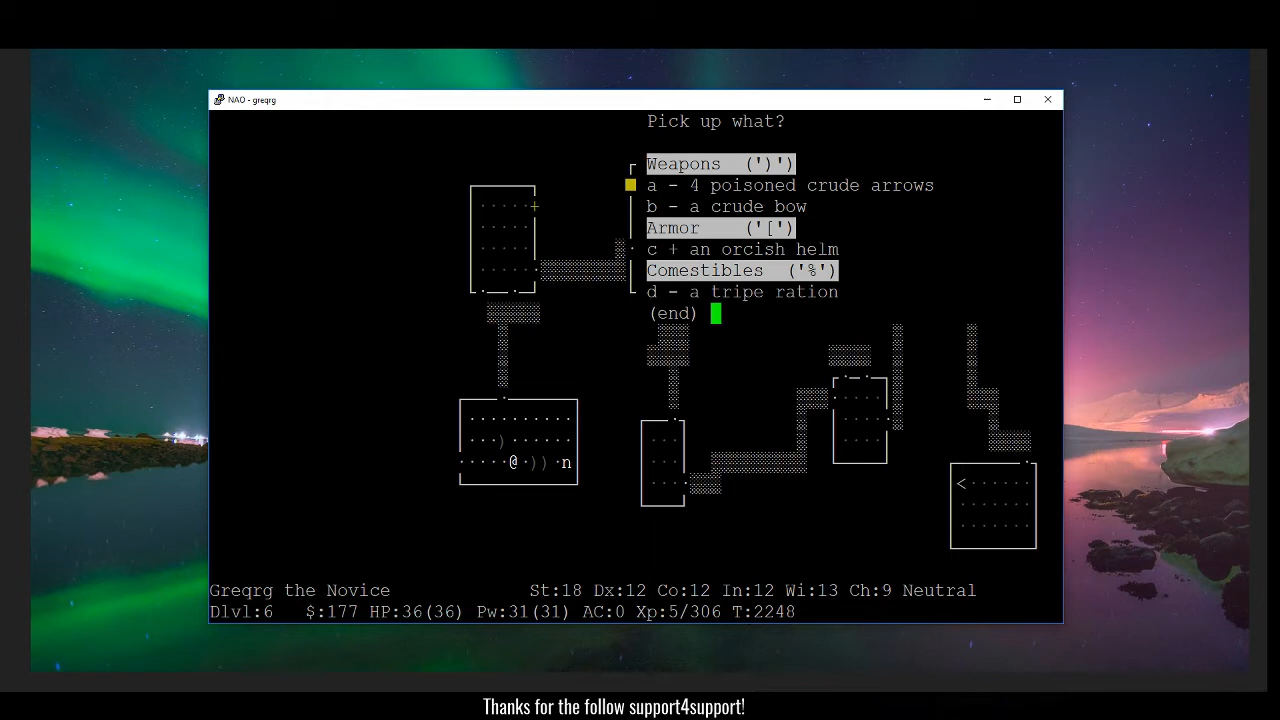 NAO - greqrg
Pick up what?
Weapons (')')
a - 4 poisoned crude arrows
b - a crude bow
Armor ('[')
c + an orcish helm
Comestibles ('%')
d - a tripe ration
(end)
Greqrg the Novice St:18 Dx:12 Co:12 In:12 Wi:13 Ch:9 Neutral
Dlvl:6 $:177 HP:36(36) Pw:31(31) AC:0 Xp:5/306 T:2248
Thanks for the follow support4support!